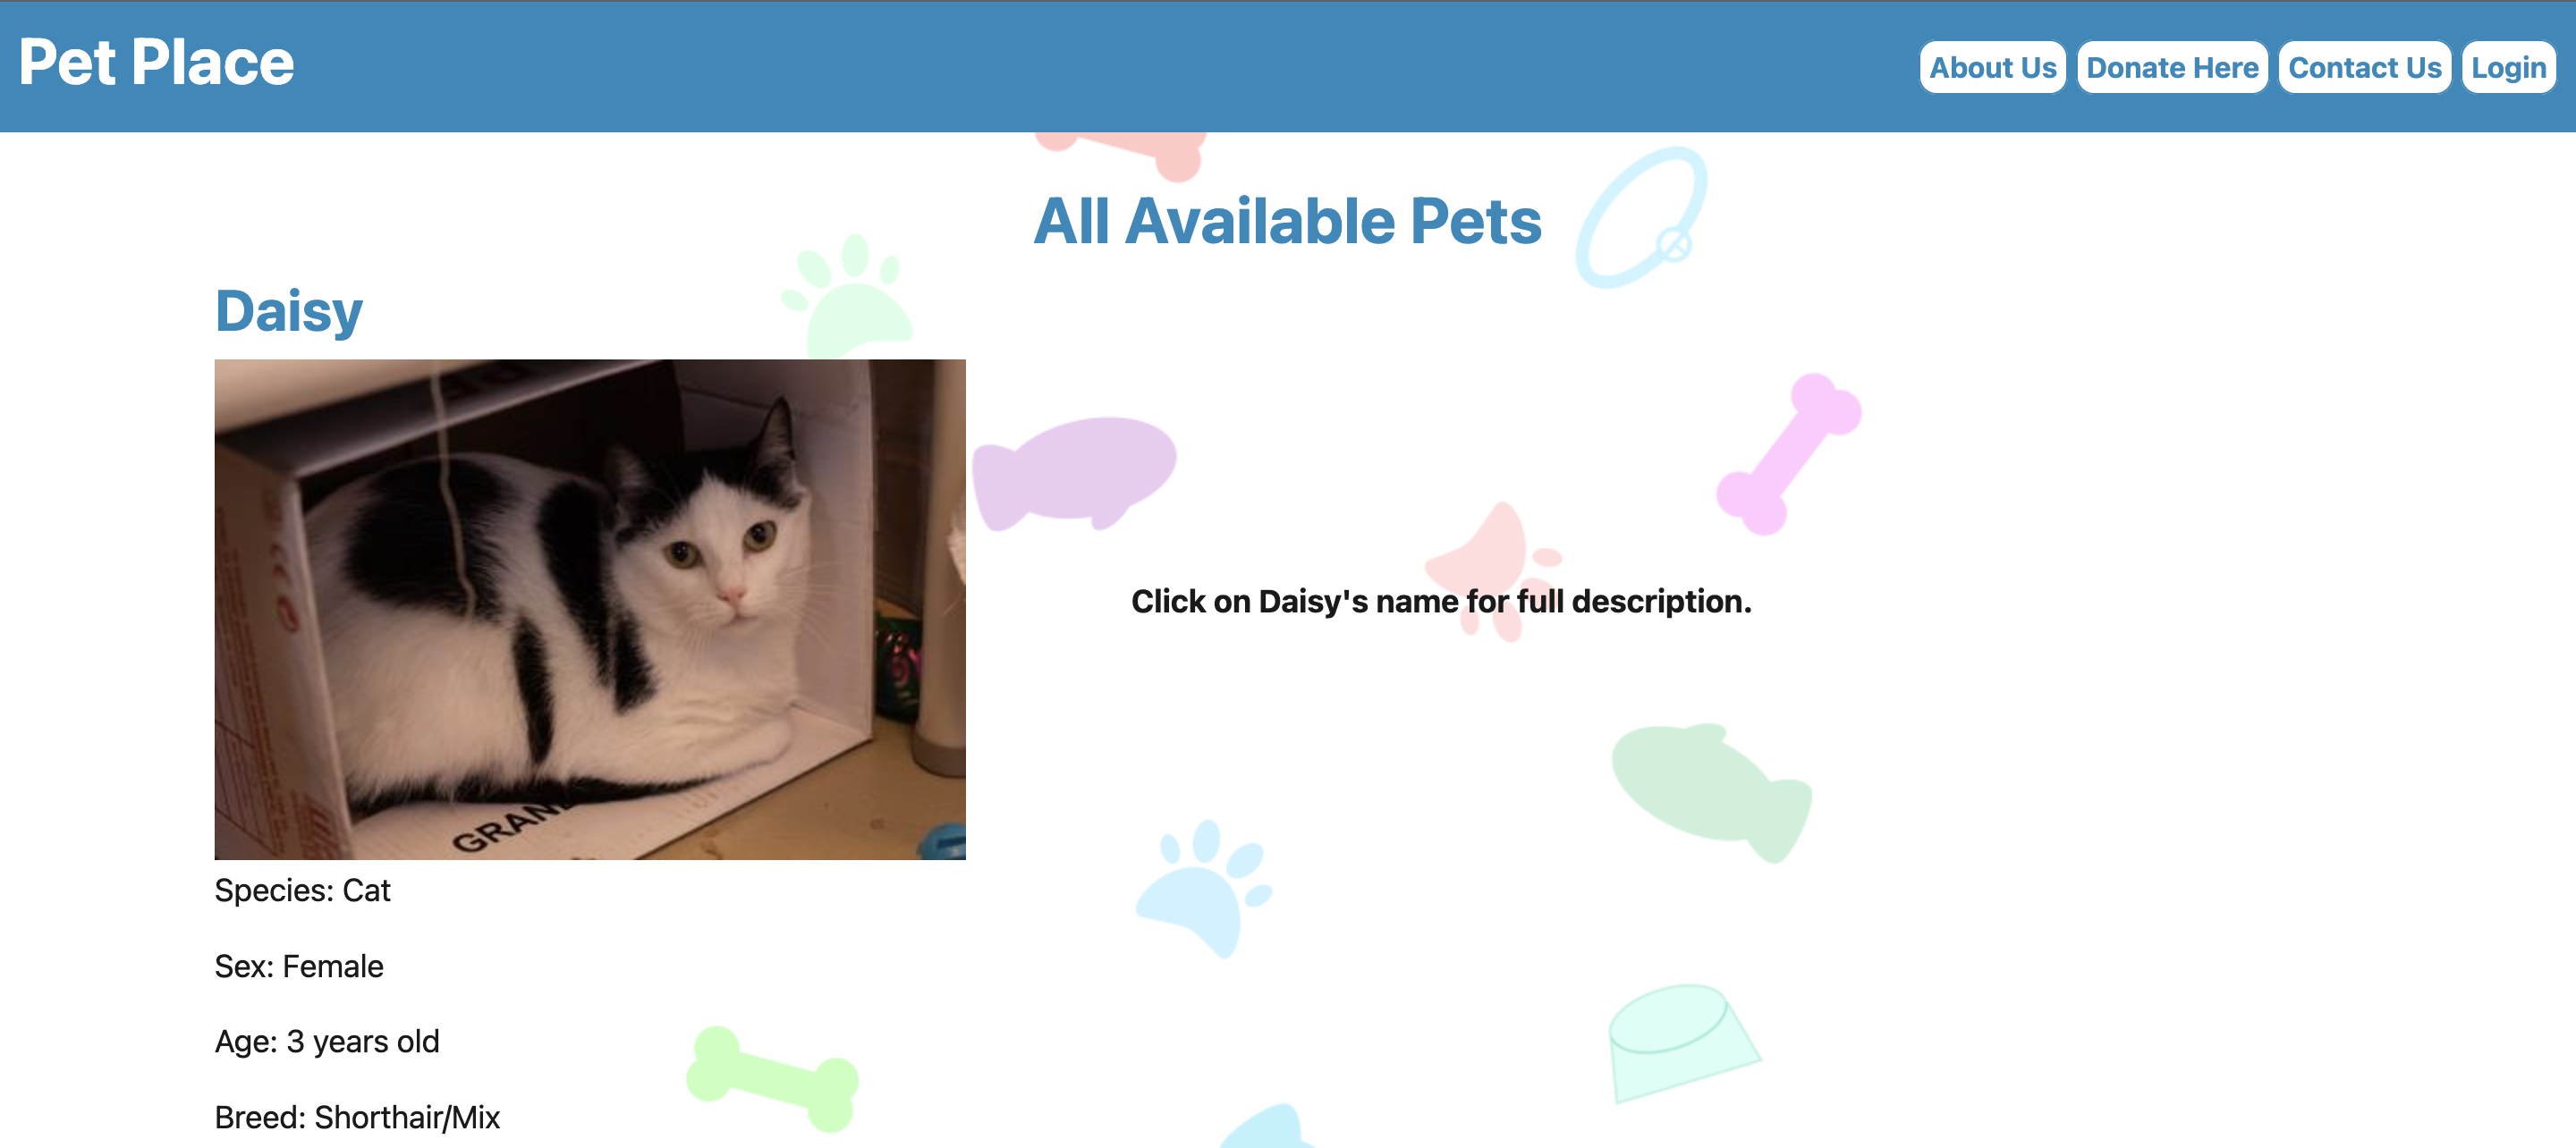 Pet Place
About Us Donate Here Contact Us Login
All Available Pets
Daisy
Click on Daisy's name for full description.
Species: Cat
Sex: Female
Age: 3 years old
Breed: Shorthair/Mix